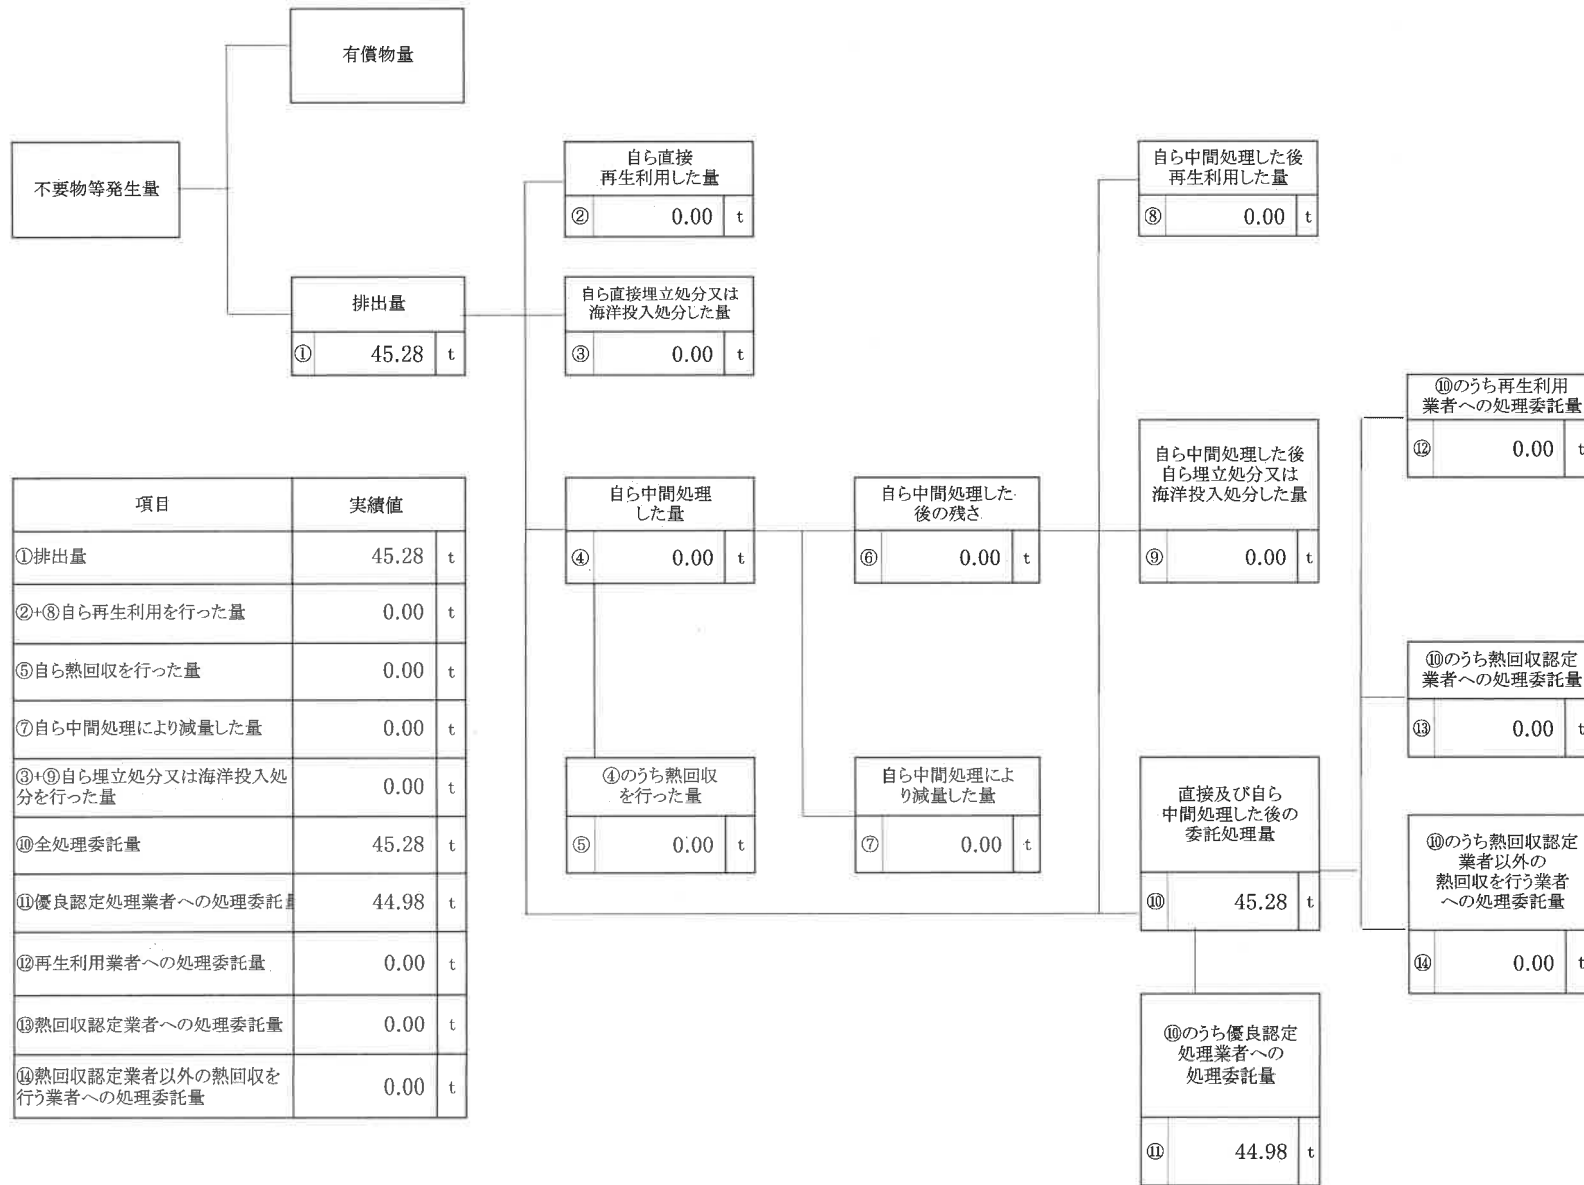 有償物量
不要物等発生量
排出量
① 45.28 t
自ら直接
再生利用した量
② 0.00 t
自ら直接埋立処分又は
海洋投入処分した量
③ 0.00 t
自ら中間処理
した量
④ 0.00 t
④のうち熱回収
を行った量
⑤ 0.00 t
自ら中間処理した
後の残さ
⑥ 0.00 t
自ら中間処理によ
り減量した量
⑦ 0.00 t
自ら中間処理した後
再生利用した量
⑧ 0.00 t
自ら中間処理した後
自ら埋立処分又は
海洋投入処分した量
⑨ 0.00 t
直接及び自ら
中間処理した後の
委託処理量
⑩ 45.28 t
⑩のうち優良認定
処理業者への
処理委託量
⑪ 44.98 t
⑩のうち再生利用
業者への処理委託量
⑫ 0.00 t
⑩のうち熱回収認定
業者への処理委託量
⑬ 0.00 t
⑩のうち熱回収認定
業者以外の
熱回収を行う業者
への処理委託量
⑭ 0.00 t
項目 実績値
①排出量 45.28 t
②+⑧自ら再生利用を行った量 0.00 t
⑤自ら熱回収を行った量 0.00 t
⑦自ら中間処理により減量した量 0.00 t
③+⑨自ら埋立処分又は海洋投入処
分を行った量 0.00 t
⑩全処理委託量 45.28 t
⑪優良認定処理業者への処理委託量 44.98 t
⑫再生利用業者への処理委託量 0.00 t
⑬熱回収認定業者への処理委託量 0.00 t
⑭熱回収認定業者以外の熱回収を
行う業者への処理委託量 0.00 t